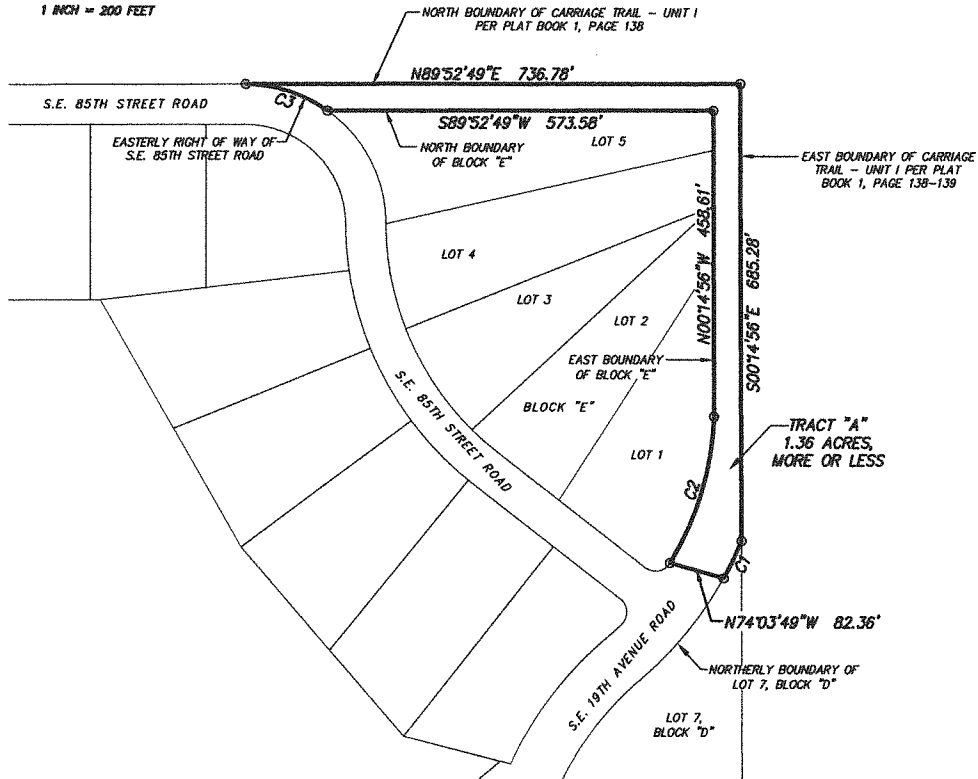 1 INCH = 200 FEET
NORTH BOUNDARY OF CARRIAGE TRAIL - UNIT I
PER PLAT BOOK 1, PAGE 138
N89°52'49"E 736.78'
S.E. 85TH STREET ROAD
C3
EASTERLY RIGHT OF WAY OF
S.E. 85TH STREET ROAD
S89°52'49"W 573.58'
NORTH BOUNDARY
OF BLOCK "E"
LOT 5
EAST BOUNDARY OF CARRIAGE
TRAIL - UNIT I PER PLAT
BOOK 1, PAGE 138-139
N00°14'56"W 458.61'
S00°14'56"E 685.28'
LOT 4
LOT 3
LOT 2
EAST BOUNDARY
OF BLOCK "E"
BLOCK "E"
S.E. 85TH STREET ROAD
LOT 1
TRACT "A"
1.36 ACRES,
MORE OR LESS
C2
C1
N74°03'49"W 82.36'
S.E. 19TH AVENUE ROAD
NORTHERLY BOUNDARY OF
LOT 7, BLOCK "D"
LOT 7,
BLOCK "D"